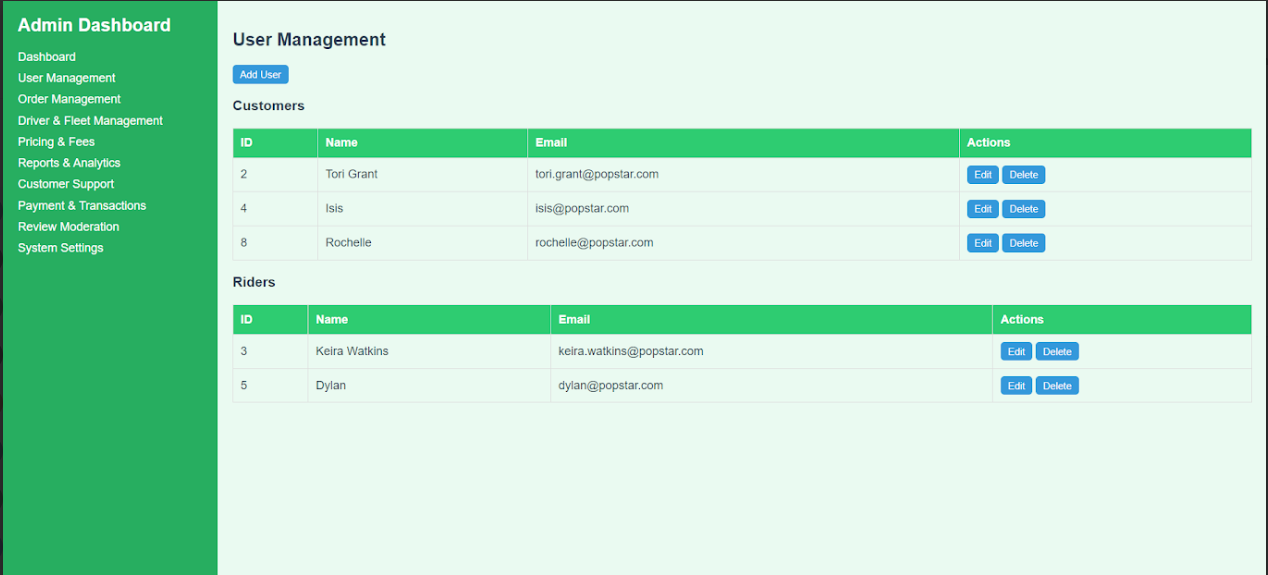 Admin Dashboard
Dashboard
User Management
Order Management
Driver & Fleet Management
Pricing & Fees
Reports & Analytics
Customer Support
Payment & Transactions
Review Moderation
System Settings
User Management
Add User
Customers
ID Name Email Actions
2 Tori Grant tori.grant@popstar.com Edit Delete
4 Isis isis@popstar.com Edit Delete
8 Rochelle rochelle@popstar.com Edit Delete
Riders
ID Name Email Actions
3 Keira Watkins keira.watkins@popstar.com Edit Delete
5 Dylan dylan@popstar.com Edit Delete